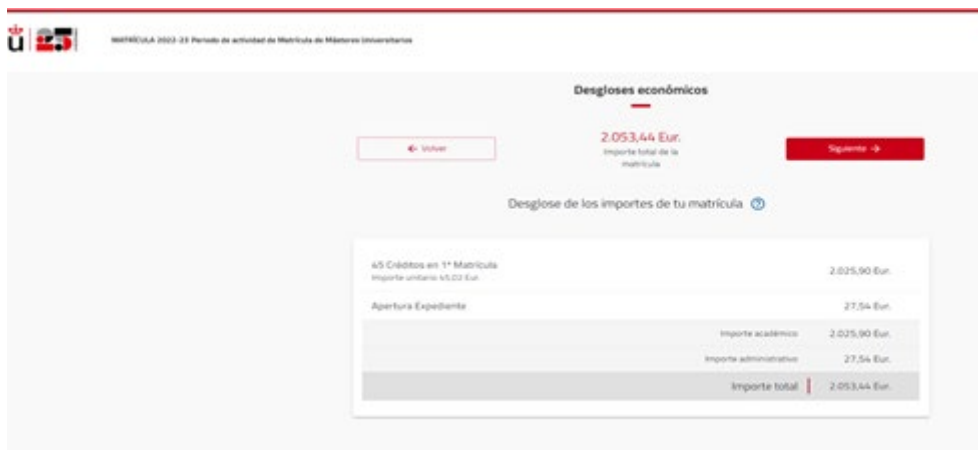 ü 25
MATRÍCULA 2022-23 Periodo de actividad de Matrícula de Másteres Universitarios
Desgloses económicos
← Volver
2.053,44 Eur.
Importe total de la
matrícula
Siguiente →
Desglose de los importes de tu matrícula ?
45 Créditos en 1ª Matrícula
Importe unitario 45,02 Eur.
2.025,90 Eur.
Apertura Expediente
27,54 Eur.
Importe académico 2.025,90 Eur.
Importe administrativo 27,54 Eur.
Importe total 2.053,44 Eur.